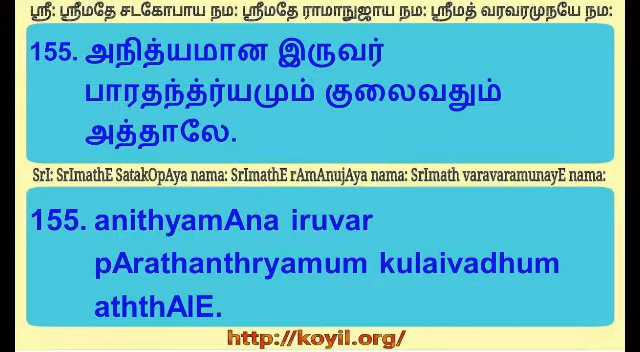 ஸ்ரீ: ஸ்ரீமதே சடகோபாய நம: ஸ்ரீமதே ராமாநுஜாய நம: ஸ்ரீமத் வரவரமுநயே நம:
155. அநித்யமான இருவர்
பாரதந்த்ர்யமும் குலைவதும்
அத்தாலே.
SrI: SrImathE SatakOpAya nama: SrImathE rAmAnujAya nama: SrImath varavaramunayE nama:
155. anithyamAna iruvar
pArathanthryamum kulaivadhum
aththAlE.
http://koyil.org/